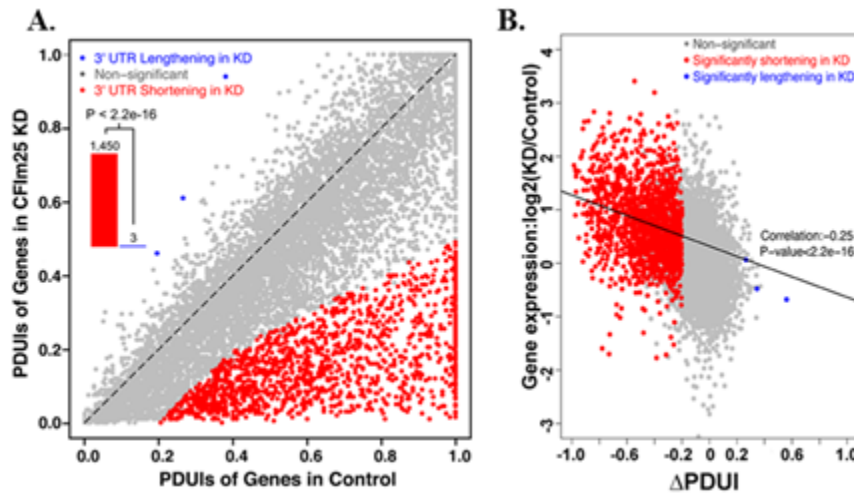 A.
3' UTR Lengthening in KD
Non-significant
3' UTR Shortening in KD
P < 2.2e-16
1,450
3
PDUIs of Genes in CFIm25 KD
1.0
0.8
0.6
0.4
0.2
0.0
0.0 0.2 0.4 0.6 0.8 1.0
PDUIs of Genes in Control
B.
Non-significant
Significantly shortening in KD
Significantly lengthening in KD
Correlation:-0.25
P-value<2.2e-16
Gene expression:log2(KD/Control)
4
3
2
1
0
-1
-3
-1.0 -0.6 -0.2 0 0.2 0.6 1.0
ΔPDUI